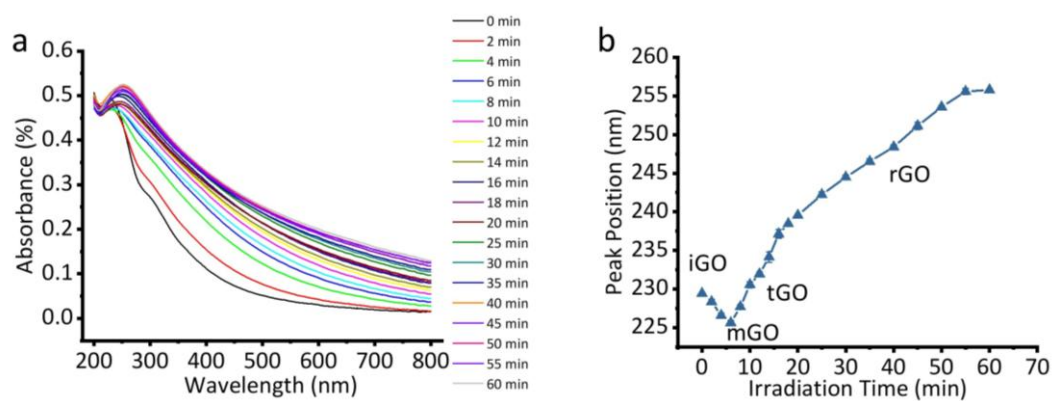 a
Absorbance (%)
0.6
0.5
0.4
0.3
0.2
0.1
0.0
200 300 400 500 600 700 800
Wavelength (nm)
0 min
2 min
4 min
6 min
8 min
10 min
12 min
14 min
16 min
18 min
20 min
25 min
30 min
35 min
40 min
45 min
50 min
55 min
60 min
b
Peak Position (nm)
260
255
250
245
240
235
230
225
iGO
mGO
tGO
rGO
0 10 20 30 40 50 60 70
Irradiation Time (min)